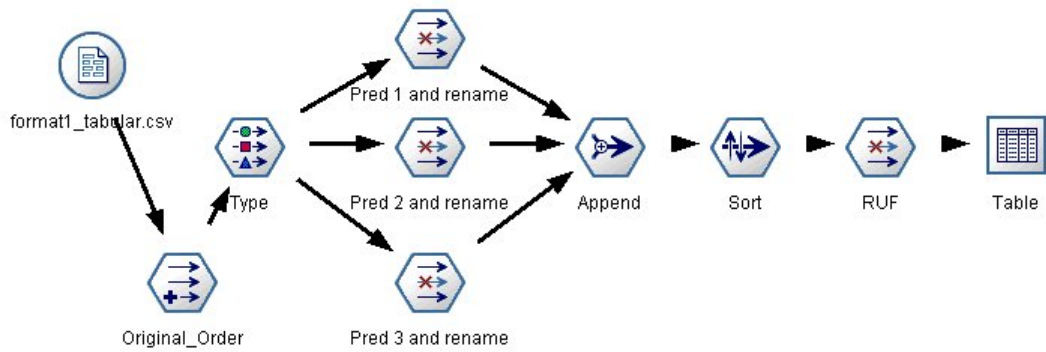 Pred 1 and rename
format1_tabular.csv
Type
Pred 2 and rename
Append
Sort
RUF
Table
Original_Order
Pred 3 and rename